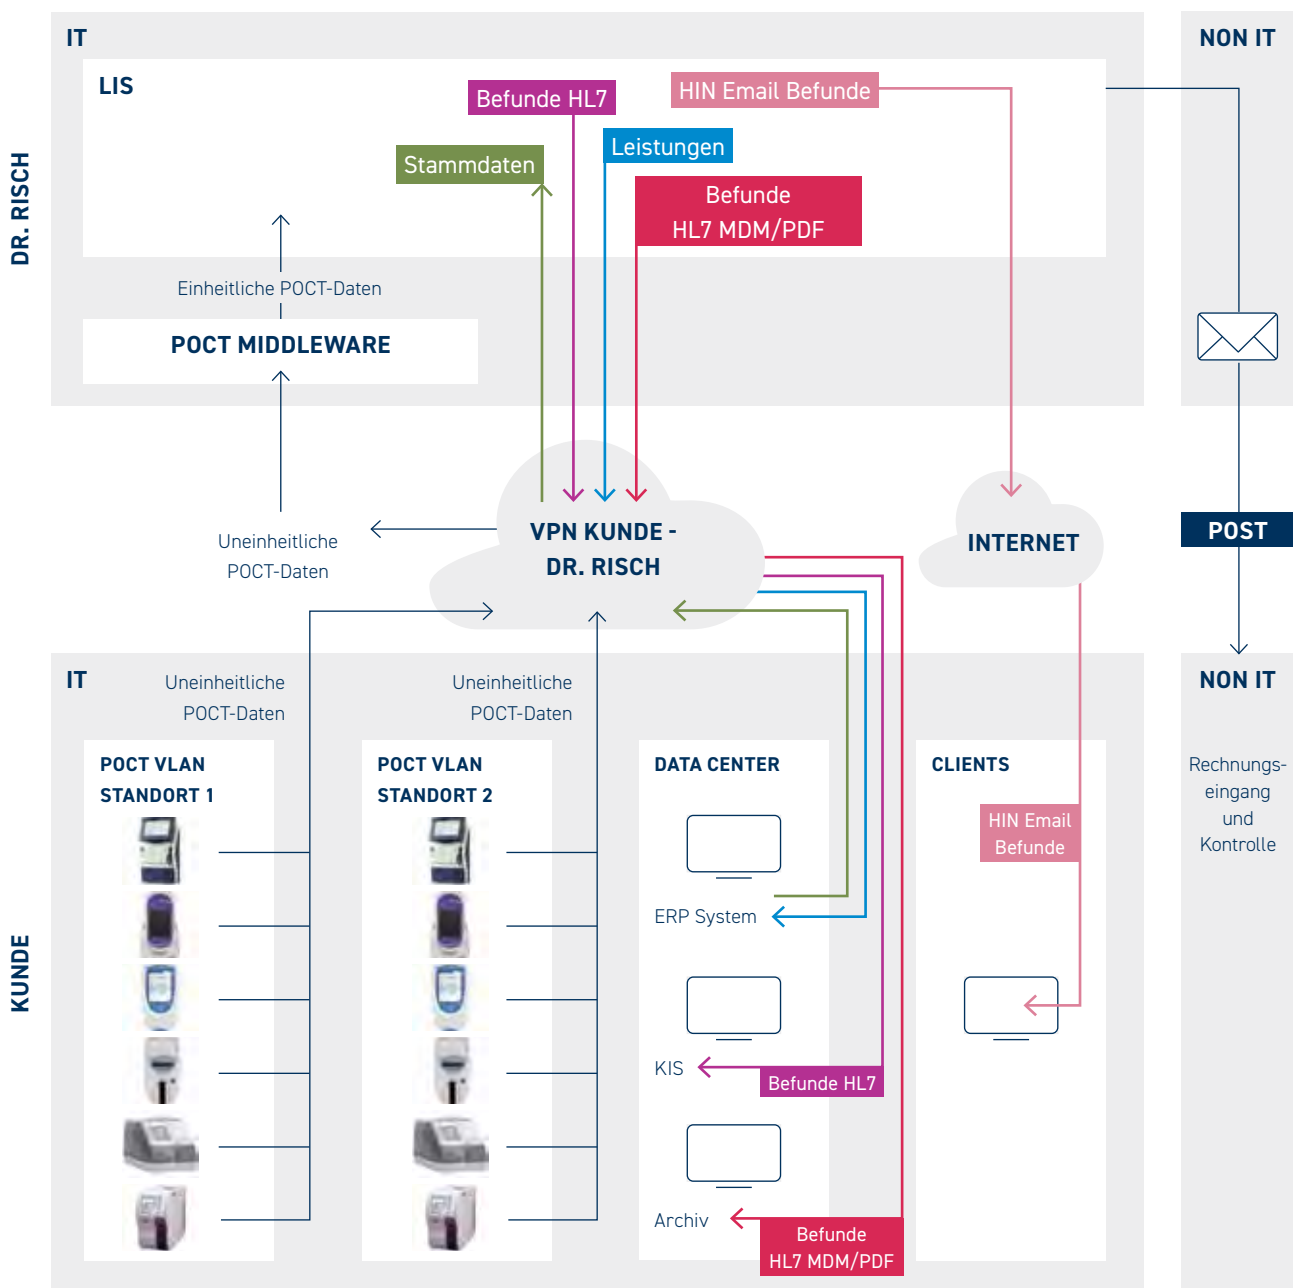 IT
NON IT
LIS
Befunde HL7
HIN Email Befunde
Leistungen
Stammdaten
Befunde
HL7 MDM/PDF
DR. RISCH
Einheitliche POCT-Daten
POCT MIDDLEWARE
Uneinheitliche
POCT-Daten
VPN KUNDE -
DR. RISCH
INTERNET
POST
IT
NON IT
Uneinheitliche
POCT-Daten
Uneinheitliche
POCT-Daten
KUNDE
POCT VLAN
STANDORT 1
POCT VLAN
STANDORT 2
DATA CENTER
ERP System
KIS
Befunde HL7
Archiv
Befunde
HL7 MDM/PDF
CLIENTS
HIN Email
Befunde
Rechnungs-
eingang
und
Kontrolle